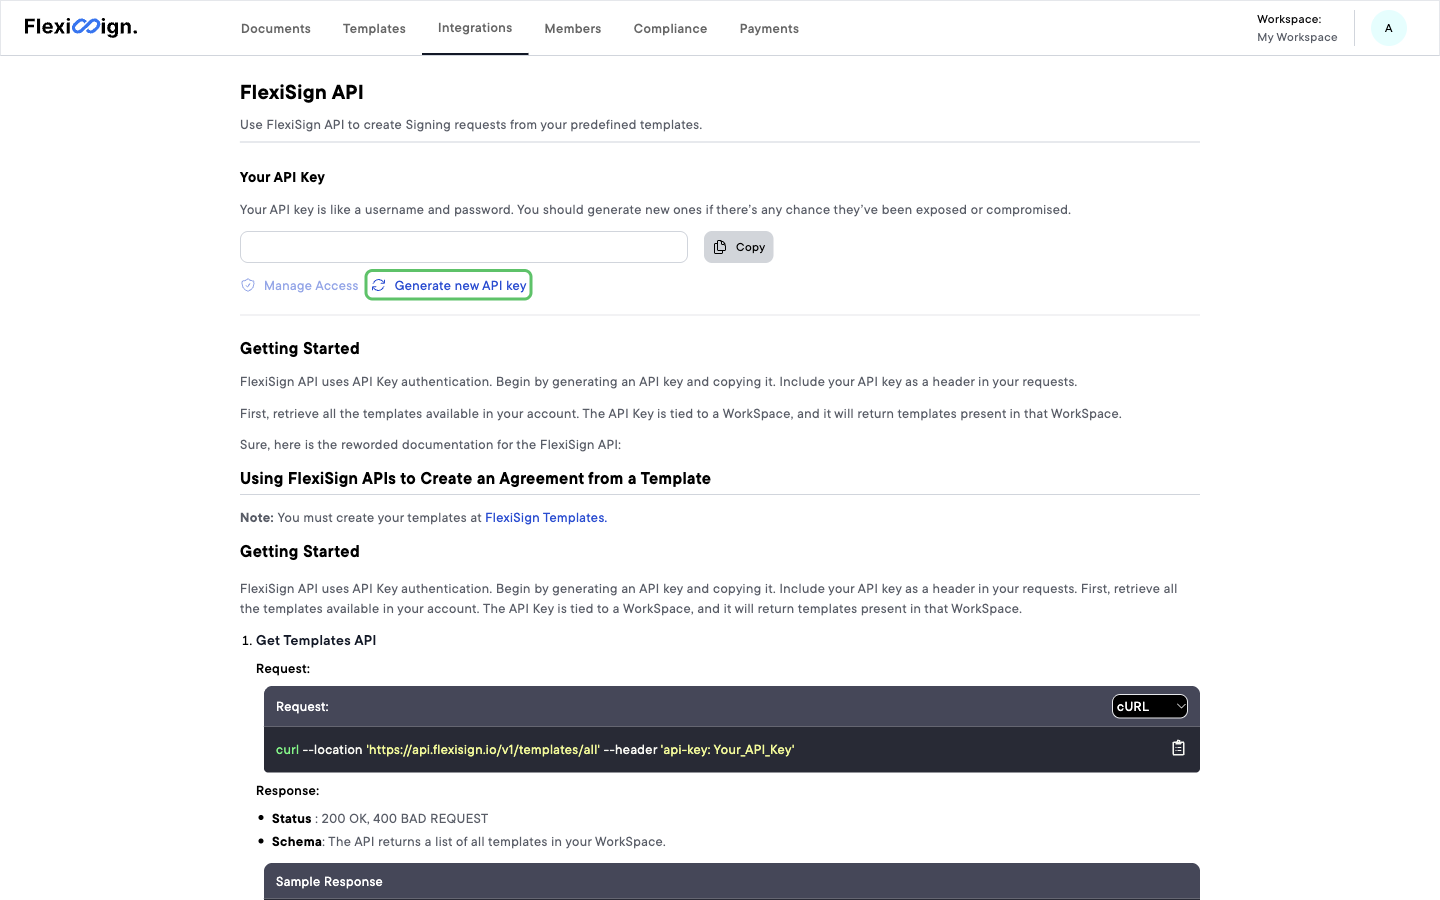 Flexisign.
Documents
Templates
Integrations
Members
Compliance
Payments
Workspace:
My Workspace
A
FlexiSign API
Use FlexiSign API to create Signing requests from your predefined templates.
Your API Key
Your API key is like a username and password. You should generate new ones if there's any chance they've been exposed or compromised.
Copy
Manage Access
Generate new API key
Getting Started
FlexiSign API uses API Key authentication. Begin by generating an API key and copying it. Include your API key as a header in your requests.
First, retrieve all the templates available in your account. The API Key is tied to a WorkSpace, and it will return templates present in that WorkSpace.
Sure, here is the reworded documentation for the FlexiSign API:
Using FlexiSign APIs to Create an Agreement from a Template
Note: You must create your templates at FlexiSign Templates.
Getting Started
FlexiSign API uses API Key authentication. Begin by generating an API key and copying it. Include your API key as a header in your requests. First, retrieve all
the templates available in your account. The API Key is tied to a WorkSpace, and it will return templates present in that WorkSpace.
1. Get Templates API
Request:
Request:
cURL
curl --location 'https://api.flexisign.io/v1/templates/all' --header 'api-key: Your_API_Key'
Response:
• Status : 200 OK, 400 BAD REQUEST
• Schema: The API returns a list of all templates in your WorkSpace.
Sample Response